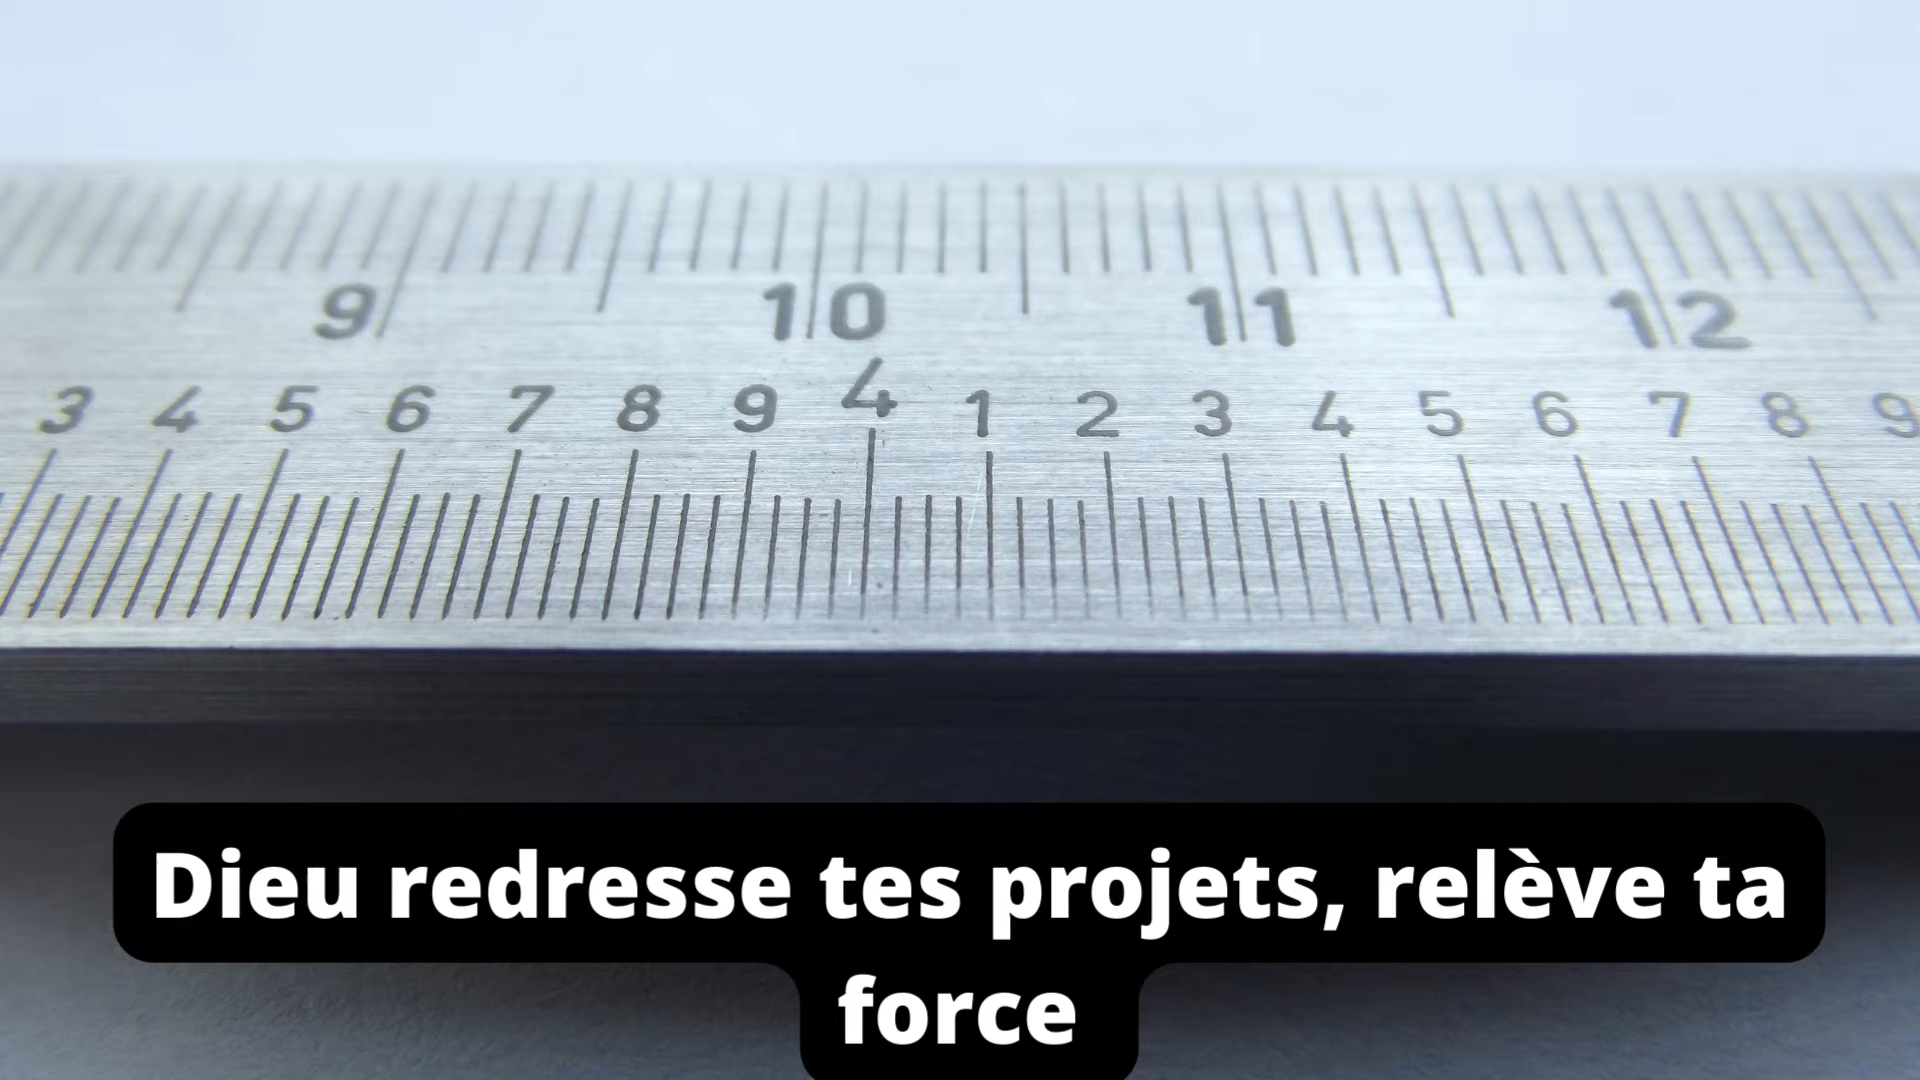 9 10 11 12
3 4 5 6 7 8 9 4 1 2 3 4 5 6 7 8 9
Dieu redresse tes projets, relève ta
force